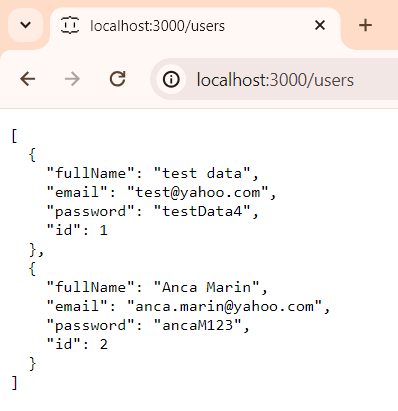 localhost:3000/users
localhost:3000/users
[
  {
    "fullName": "test data",
    "email": "test@yahoo.com",
    "password": "testData4",
    "id": 1
  },
  {
    "fullName": "Anca Marin",
    "email": "anca.marin@yahoo.com",
    "password": "ancaM123",
    "id": 2
  }
]